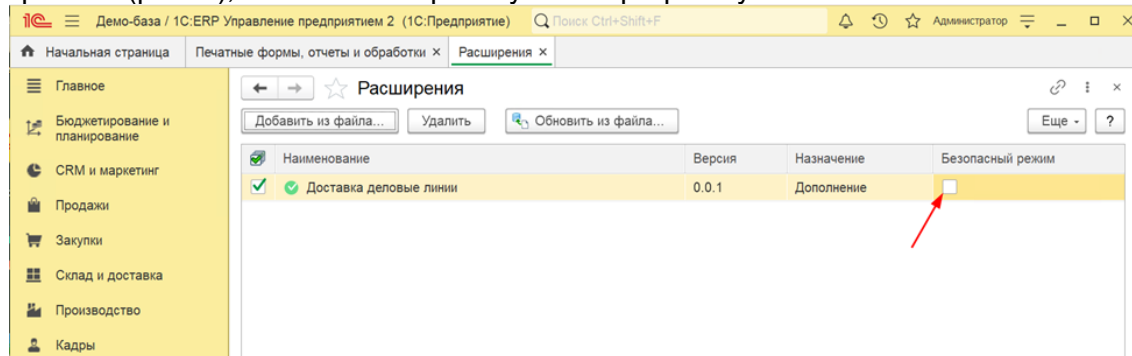 Демо-база / 1С:ERP Управление предприятием 2 (1С:Предприятие) Поиск Ctrl+Shift+F Администратор
Начальная страница Печатные формы, отчеты и обработки × Расширения ×
Главное
Расширения
Добавить из файла... Удалить Обновить из файла... Еще ?
Бюджетирование и
планирование
Наименование Версия Назначение Безопасный режим
CRM и маркетинг
Доставка деловые линии 0.0.1 Дополнение
Продажи
Закупки
Склад и доставка
Производство
Кадры